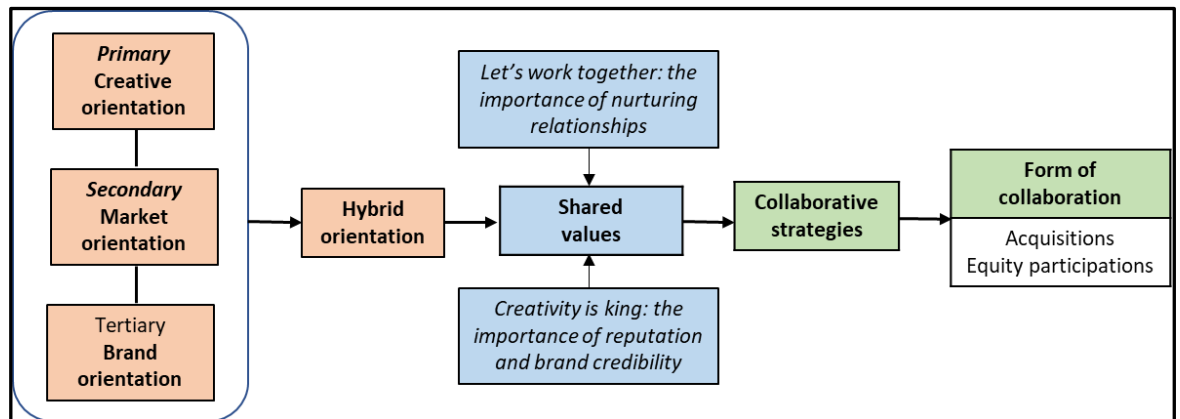 Primary
Creative
orientation
Secondary
Market
orientation
Tertiary
Brand
orientation
Hybrid
orientation
Let’s work together: the
importance of nurturing
relationships
Shared
values
Creativity is king: the
importance of reputation
and brand credibility
Collaborative
strategies
Form of
collaboration
Acquisitions
Equity participations